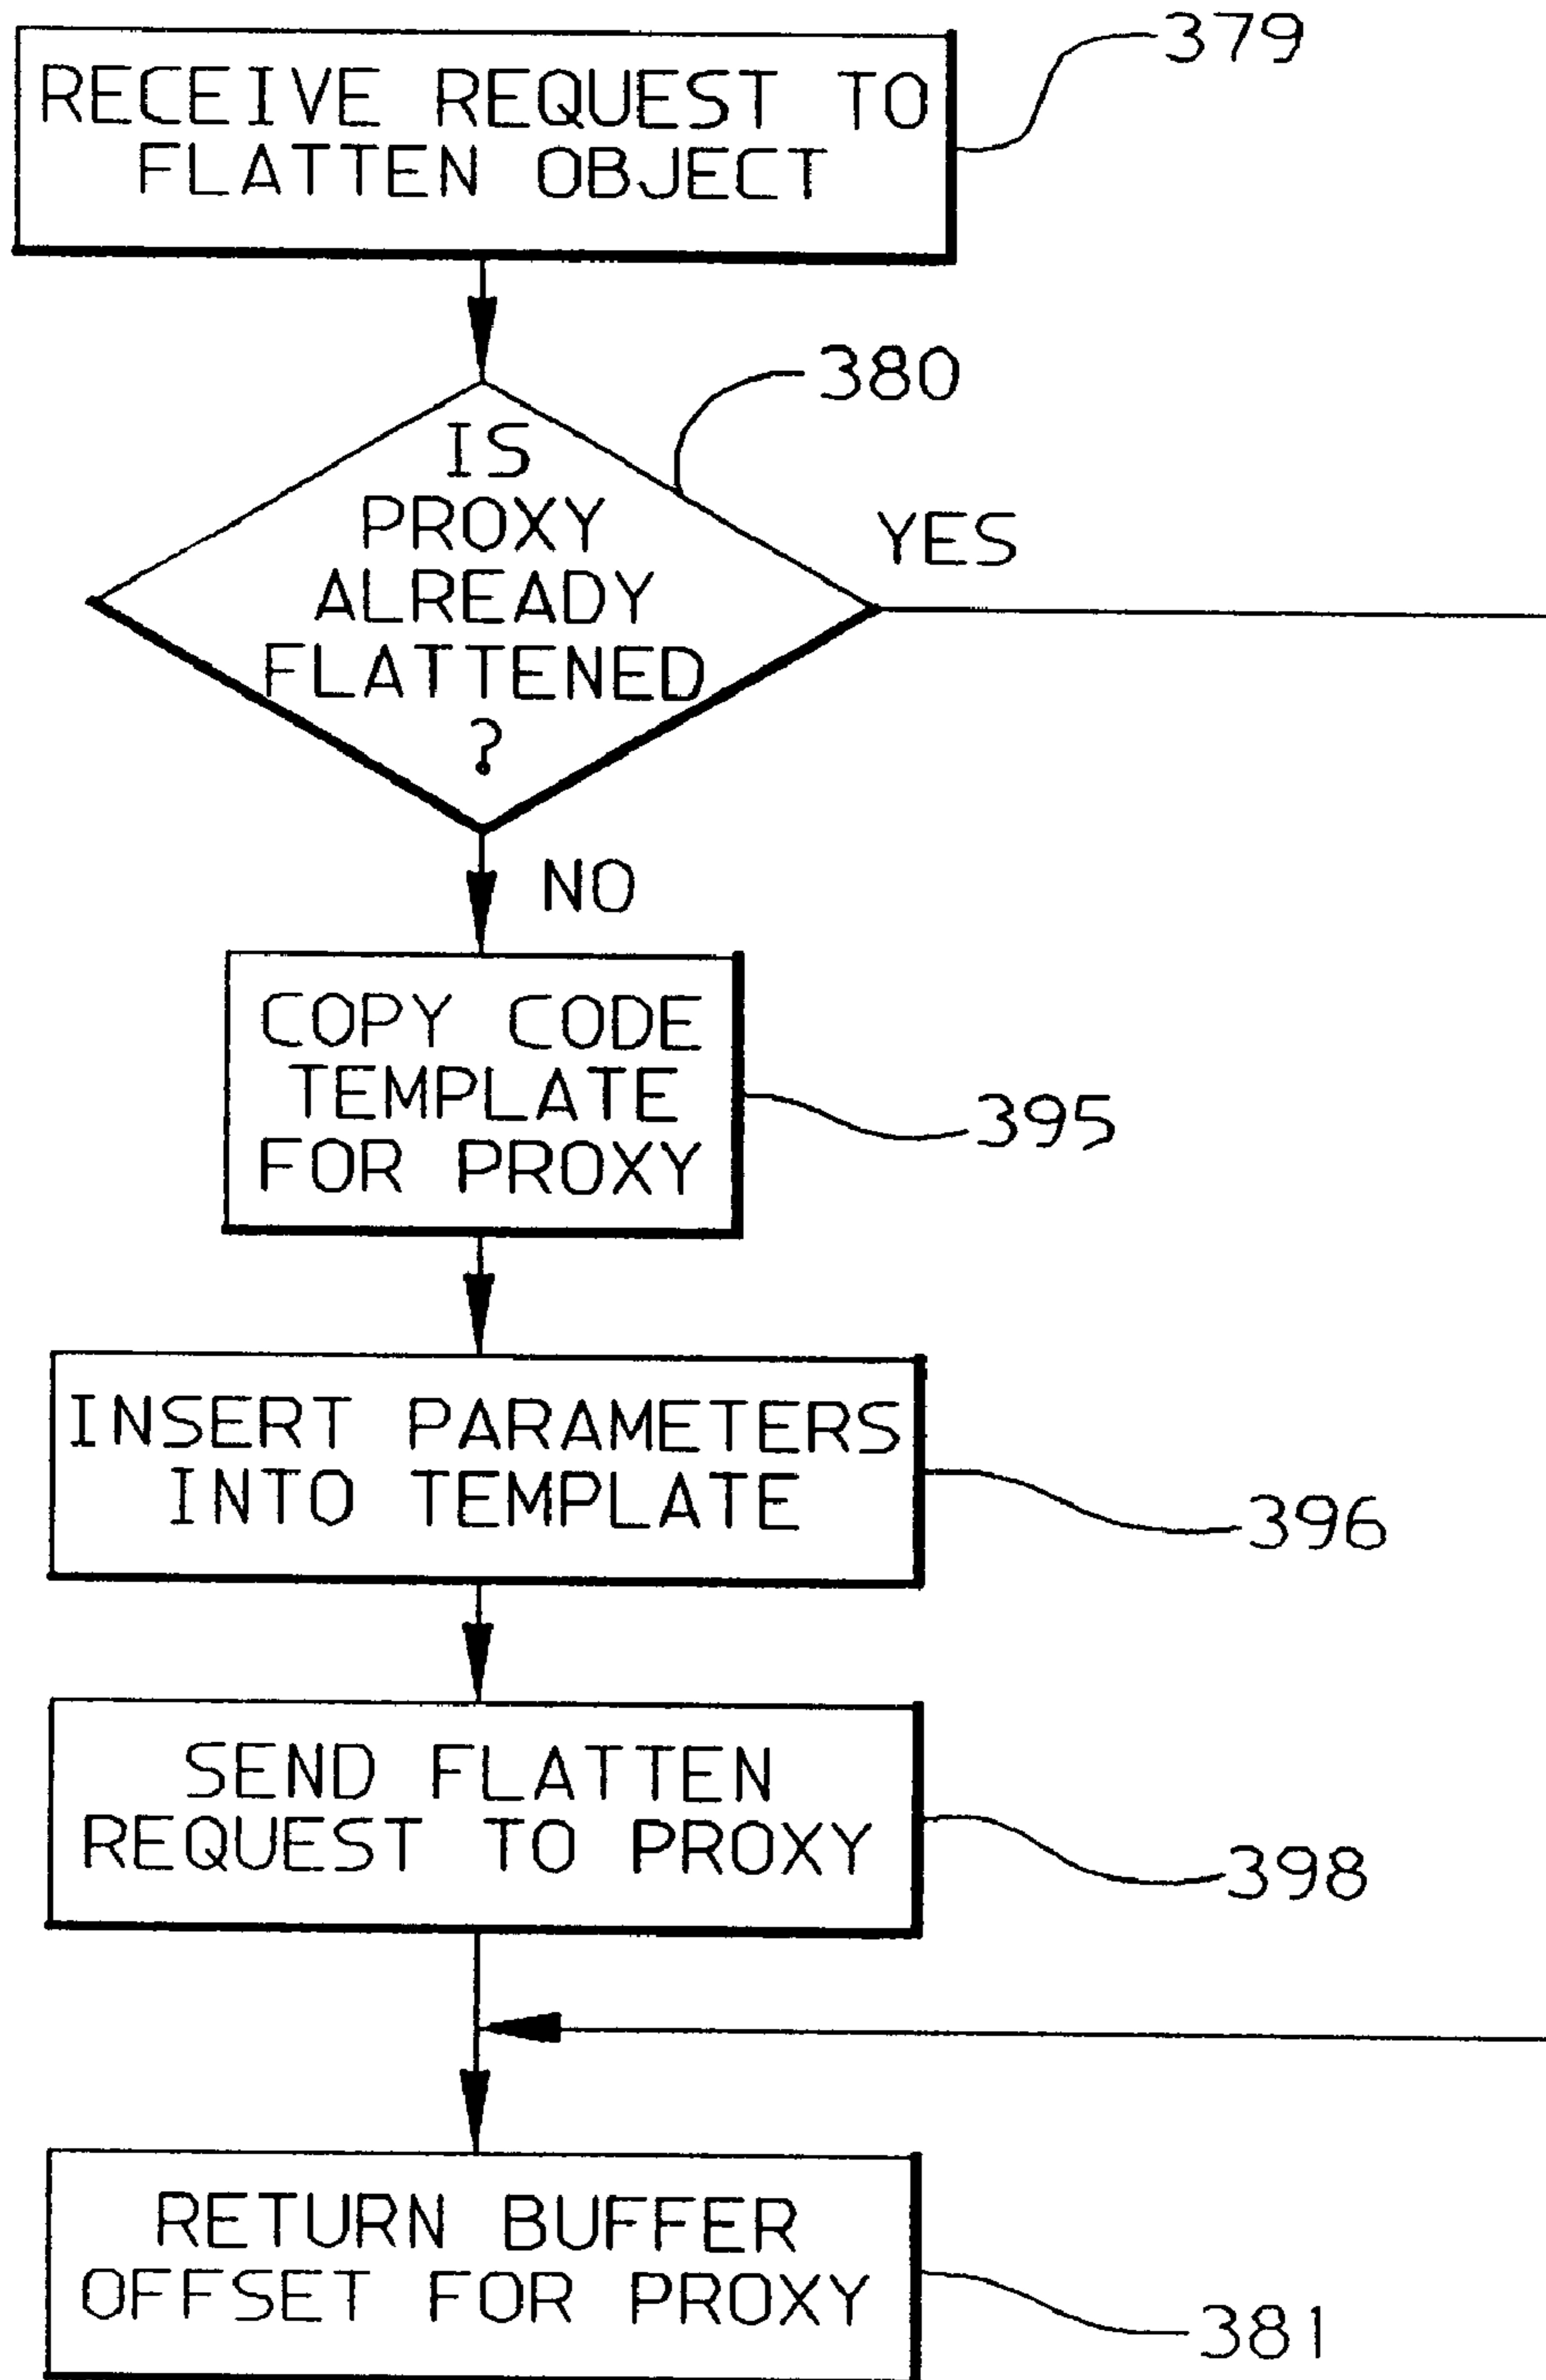 379
RECEIVE REQUEST TO
FLATTEN OBJECT
380
IS
PROXY
ALREADY
FLATTENED
?
YES
NO
COPY CODE
TEMPLATE
FOR PROXY
395
INSERT PARAMETERS
INTO TEMPLATE
396
SEND FLATTEN
REQUEST TO PROXY
398
RETURN BUFFER
OFFSET FOR PROXY
381